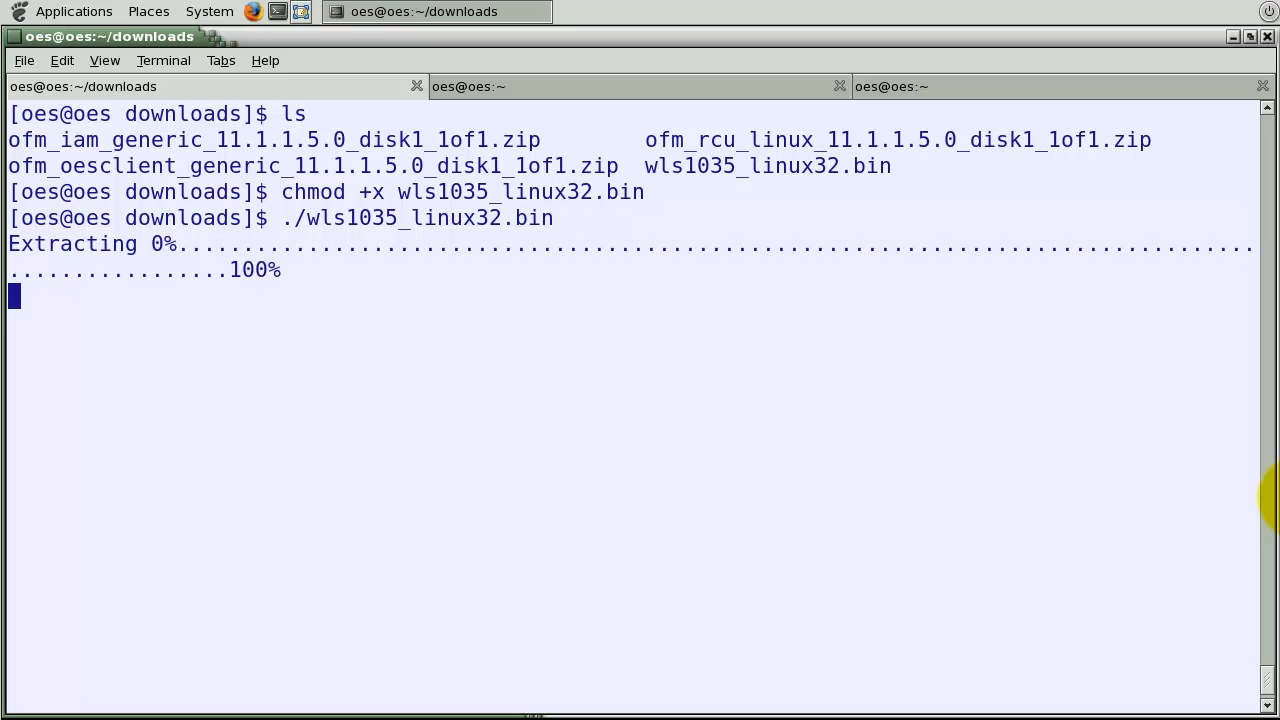 Applications Places System oes@oes:~/downloads
oes@oes:~/downloads
File Edit View Terminal Tabs Help
oes@oes:~/downloads oes@oes:~ oes@oes:~
[oes@oes downloads]$ ls
ofm_iam_generic_11.1.1.5.0_disk1_1of1.zip ofm_rcu_linux_11.1.1.5.0_disk1_1of1.zip
ofm_oesclient_generic_11.1.1.5.0_disk1_1of1.zip wls1035_linux32.bin
[oes@oes downloads]$ chmod +x wls1035_linux32.bin
[oes@oes downloads]$ ./wls1035_linux32.bin
Extracting 0%...................................................................................
.................100%